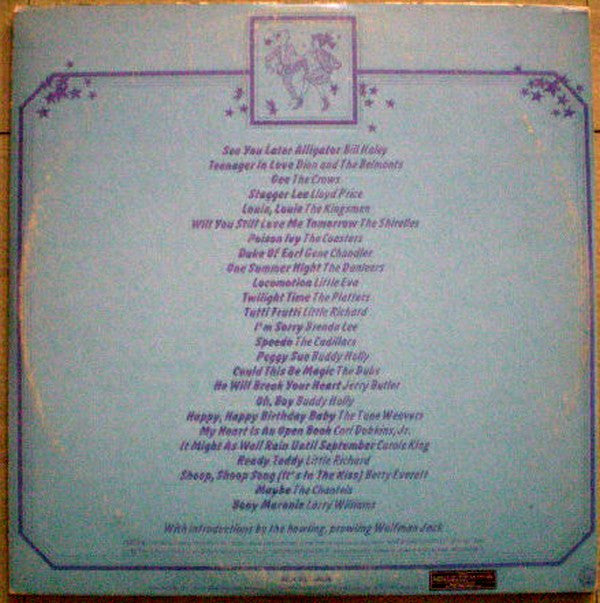 See You Later Alligator Bill Haley
Teenager In Love Dion and The Belmonts
Gee The Crows
Stagger Lee Lloyd Price
Louie, Louie The Kingsmen
Will You Still Love Me Tomorrow The Shirelles
Poison Ivy The Coasters
Duke Of Earl Gene Chandler
One Summer Night The Danleers
Locomotion Little Eva
Twilight Time The Platters
Tutti Frutti Little Richard
I'm Sorry Brenda Lee
Speedo The Cadillacs
Peggy Sue Buddy Holly
Could This Be Magic The Dubs
He Will Break Your Heart Jerry Butler
Oh, Boy Buddy Holly
Happy, Happy Birthday Baby The Tune Weavers
My Heart Is An Open Book Carl Dobkins, Jr.
It Might As Well Rain Until September Carole King
Ready Teddy Little Richard
Shoop, Shoop Song (It's In The Kiss) Betty Everett
Maybe The Chantels
Bony Maronie Larry Williams
With introductions by the howling, prowling Wolfman Jack